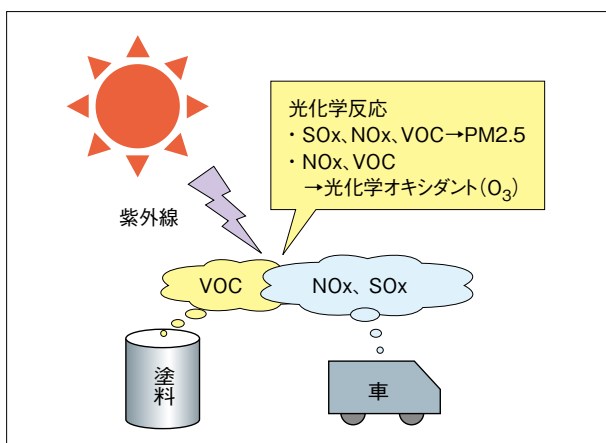 光化学反応
・SOx、NOx、VOC→PM2.5
・NOx、VOC
→光化学オキシダント(O₃)
紫外線
VOC
NOx、SOx
塗料
車